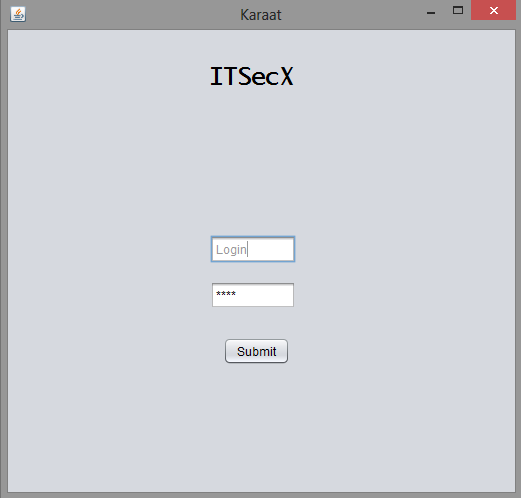 Karaat
ITSecX
Login
****
Submit